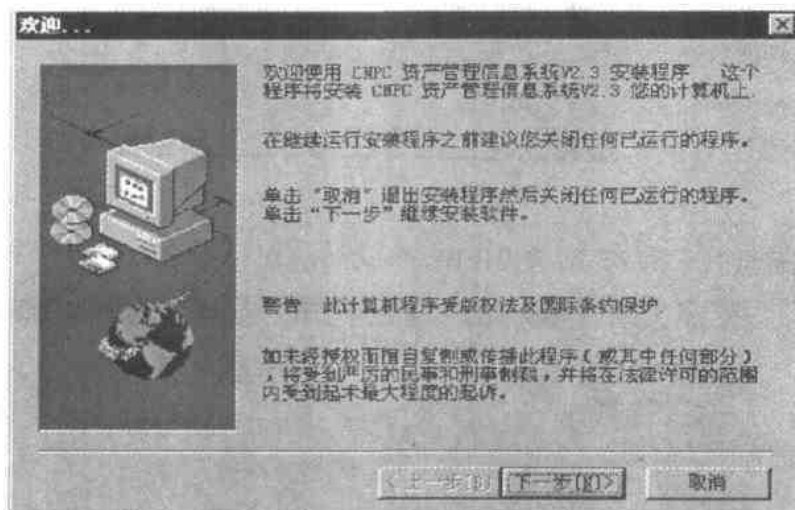 欢迎...
欢迎使用 CNPC 资产管理信息系统V2.3 安装程序 这个
程序将安装 CNPC 资产管理信息系统V2.3 您的计算机上.
在继续运行安装程序之前建议您关闭任何已运行的程序。
单击“取消”退出安装程序然后关闭任何已运行的程序。
单击“下一步”继续安装软件。
警告 此计算机程序受版权法及国际条约保护.
如未经授权而擅自复制或传播此程序(或其中任何部分)
，将受到严厉的民事和刑事制裁，并将在法律许可的范围
内受到起末最大程度的起诉。
< 上一步(B) 下一步(N)> 取消